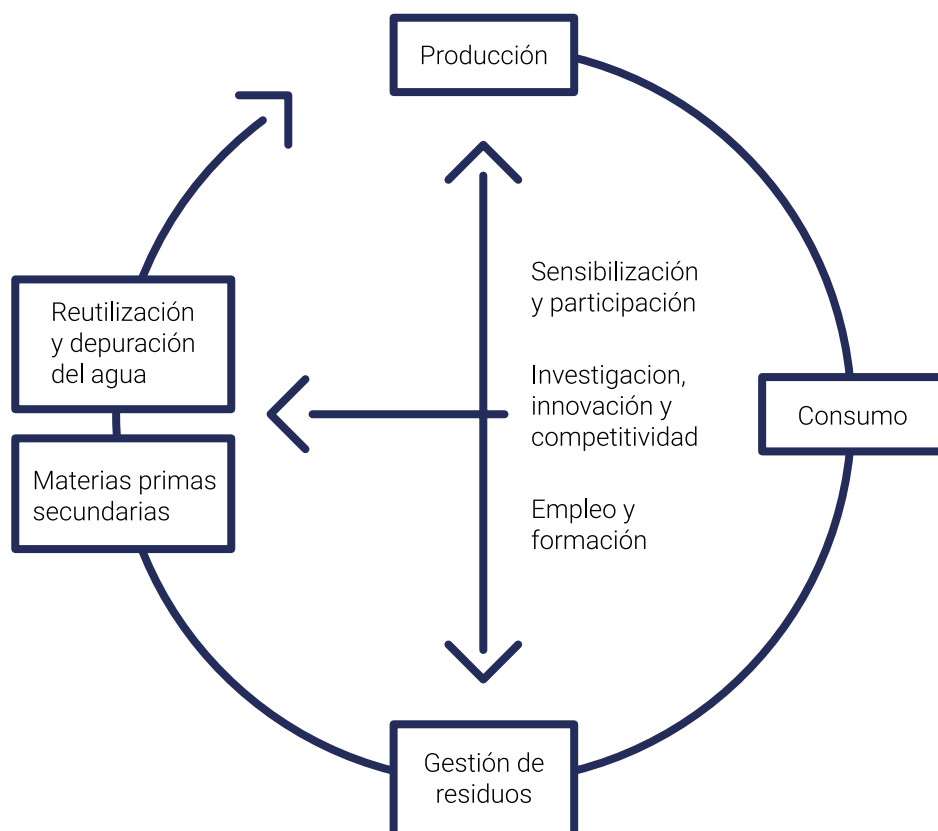 Producción
Sensibilización
y participación
Reutilización
y depuración
del agua
Investigacion,
innovación y
competitividad
Consumo
Materias primas
secundarias
Empleo y
formación
Gestión de
residuos